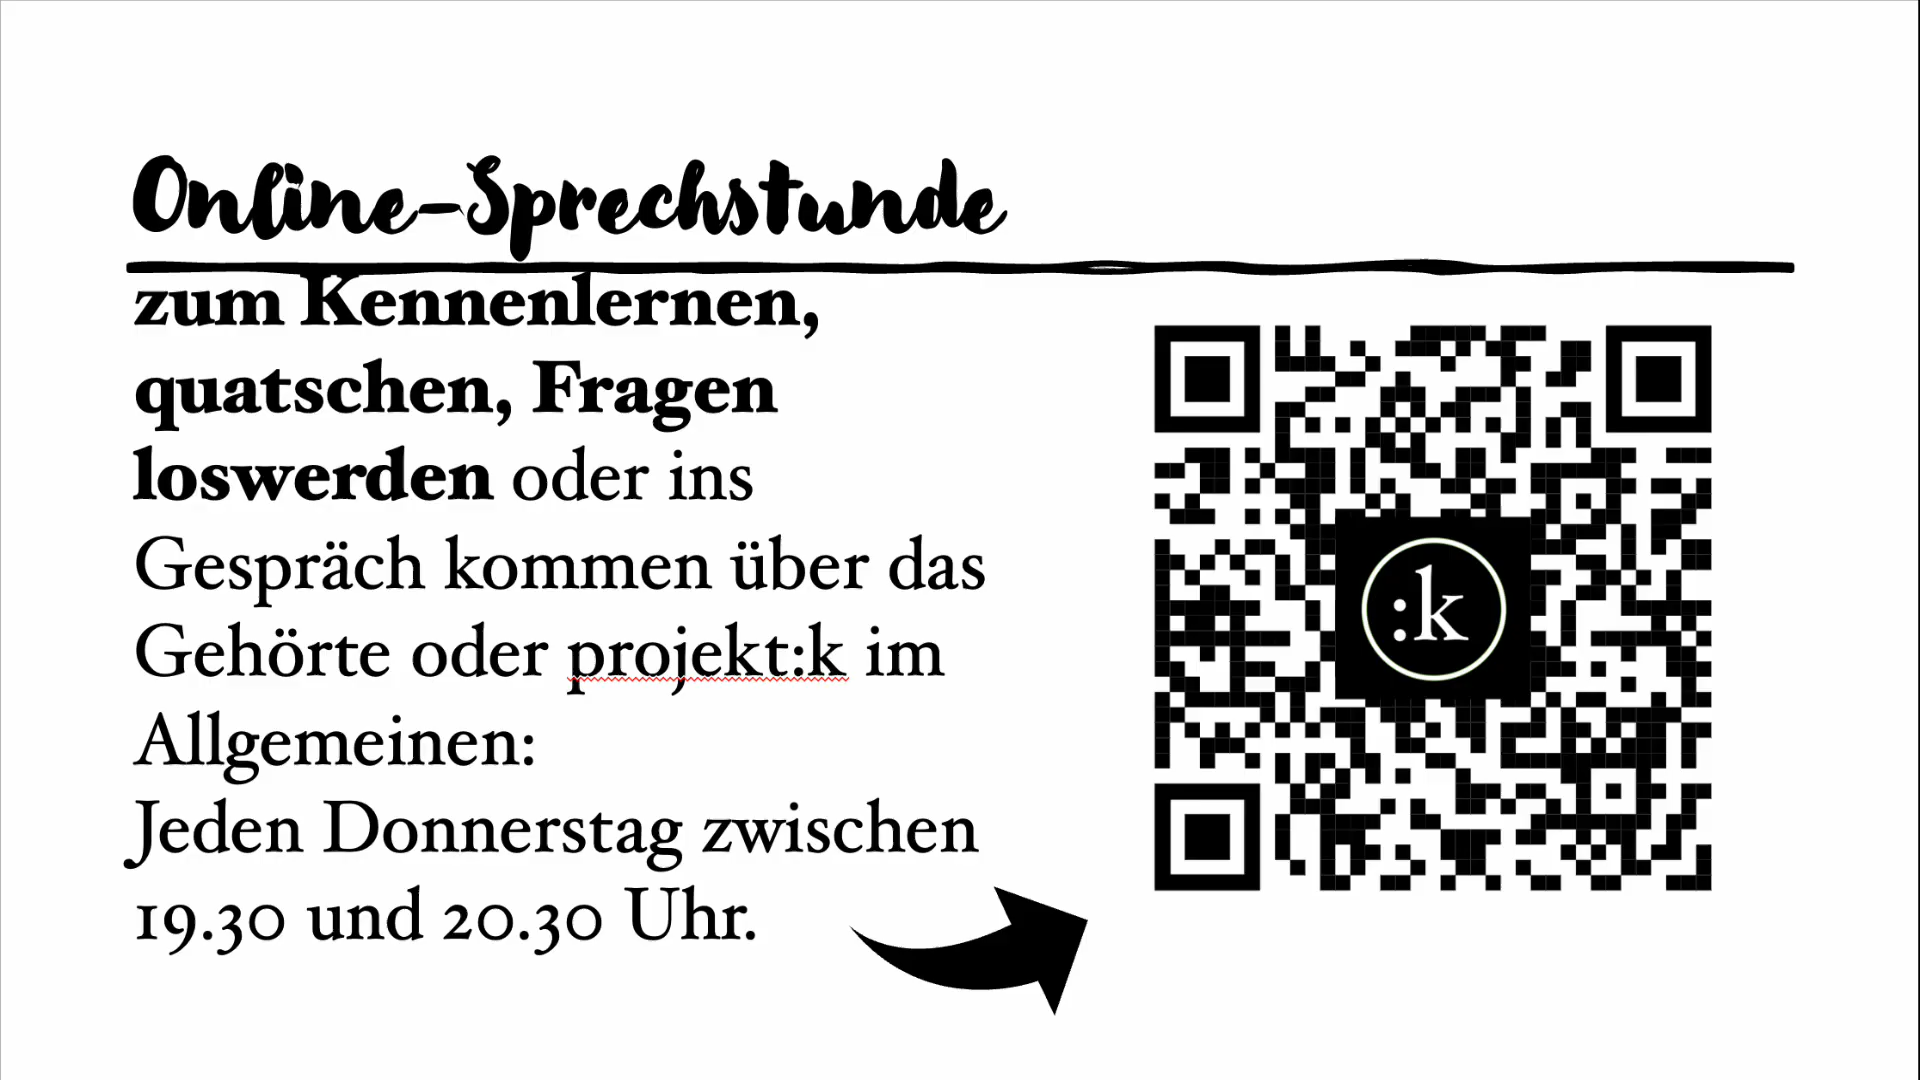 Online-Sprechstunde
zum Kennenlernen,
quatschen, Fragen
loswerden oder ins
Gespräch kommen über das
Gehörte oder projekt:k im
Allgemeinen:
Jeden Donnerstag zwischen
19.30 und 20.30 Uhr.
:k